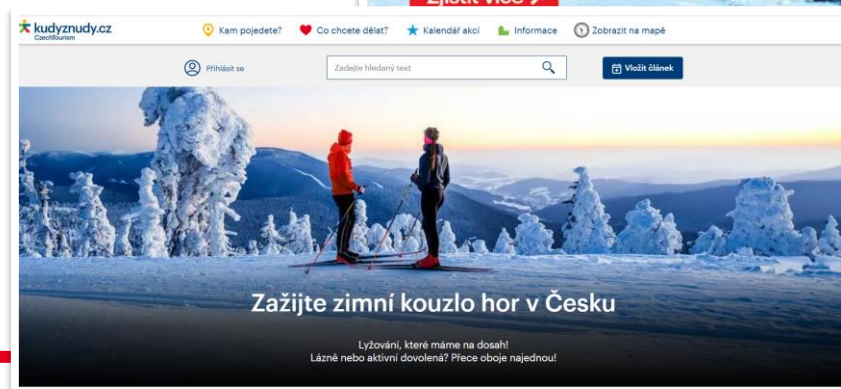 Zjistit více >
kudyznudy.cz
CzechTourism
Kam pojedete?
Co chcete dělat?
Kalendář akcí
Informace
Zobrazit na mapě
Přihlásit se
Zadejte hledaný text
Vložit článek
Zažijte zimní kouzlo hor v Česku
Lyžování, které máme na dosah!
Lázně nebo aktivní dovolená? Přece oboje najednou!